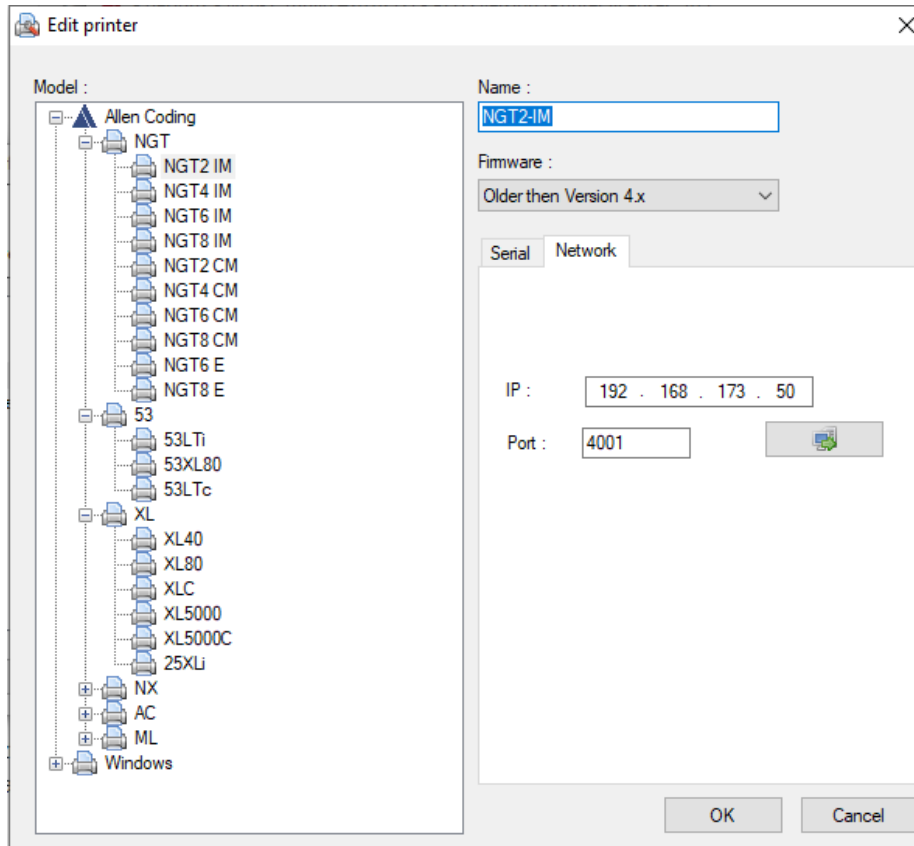 Edit printer
Model :
Allen Coding
NGT
NGT2 IM
NGT4 IM
NGT6 IM
NGT8 IM
NGT2 CM
NGT4 CM
NGT6 CM
NGT8 CM
NGT6 E
NGT8 E
53
53LTi
53XL80
53LTc
XL
XL40
XL80
XLC
XL5000
XL5000C
25XLi
NX
AC
ML
Windows
Name :
NGT2-IM
Firmware :
Older then Version 4.x
Serial Network
IP : 192 . 168 . 173 . 50
Port : 4001
OK Cancel